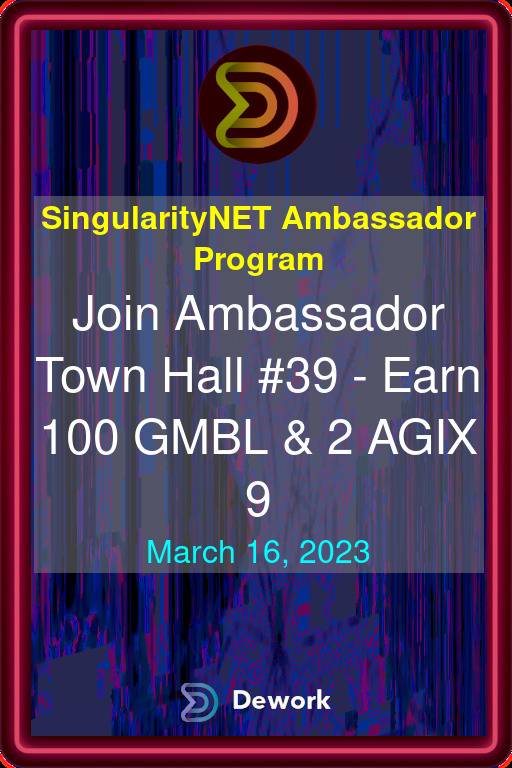 SingularityNET Ambassador
Program
Join Ambassador
Town Hall #39 - Earn
100 GMBL & 2 AGIX
9
March 16, 2023
Dework